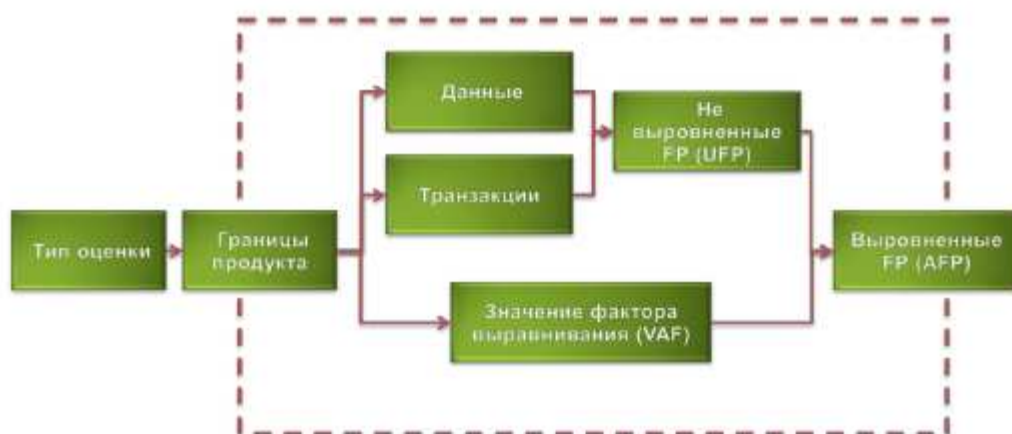 Данные
Не
выровненные
FP (UFP)
Транзакции
Тип оценки
Границы
продукта
Выровненные
FP (AFP)
Значение фактора
выравнивания (VAF)